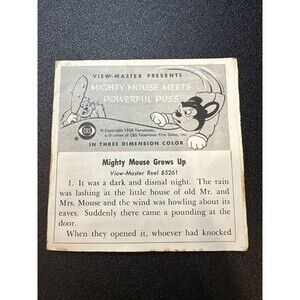 VIEW-MASTER PRESENTS
MIGHTY MOUSE MEETS
POWERFUL PUSS
CBS
® © Copyright 1958 Terrytoons,
a Division of CBS Television Film Sales, Inc.
IN THREE DIMENSION COLOR
Mighty Mouse Grows Up
View-Master Reel B5261
1. It was a dark and dismal night. The rain
was lashing at the little house of old Mr. and
Mrs. Mouse and the wind was howling about its
eaves. Suddenly there came a pounding at the
door.
When they opened it, whoever had knocked